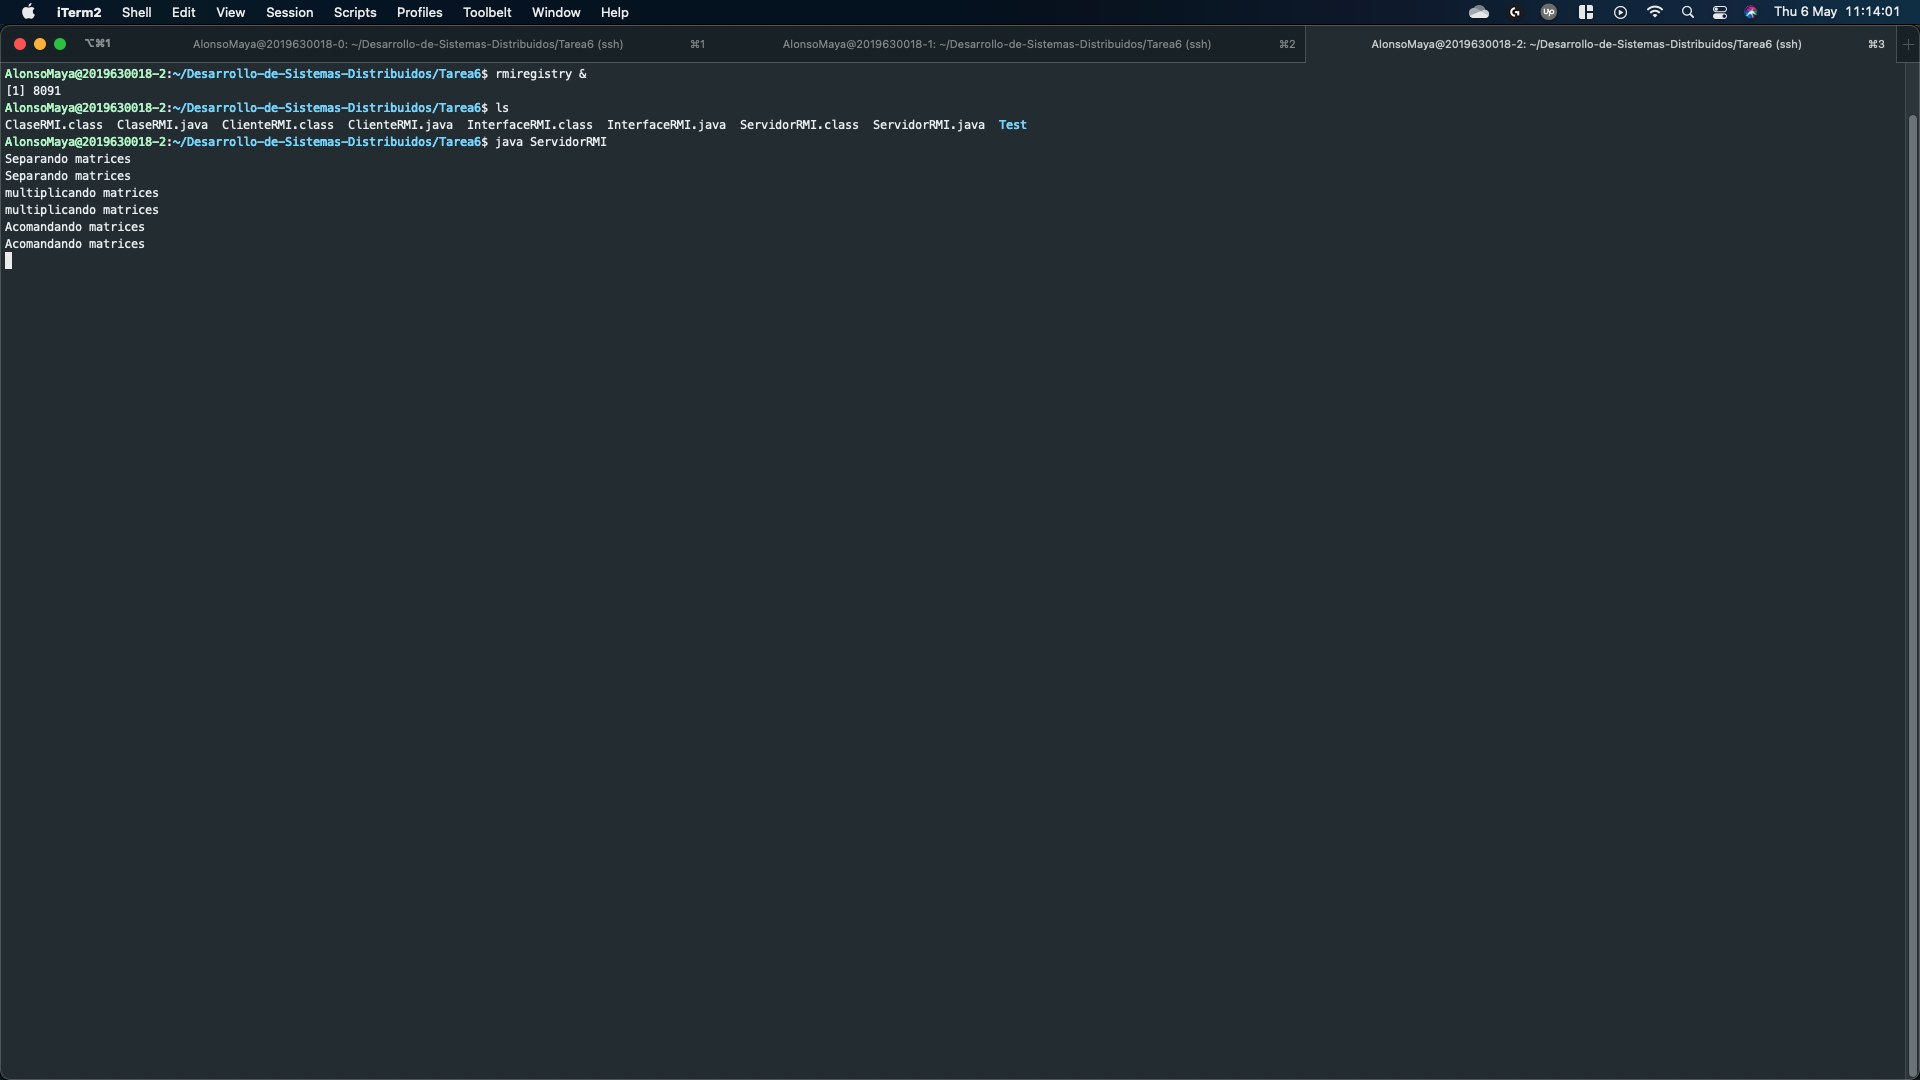 iTerm2 Shell Edit View Session Scripts Profiles Toolbelt Window Help UP Thu 6 May 11:14:01
⌥⌘1 AlonsoMaya@2019630018-0: ~/Desarrollo-de-Sistemas-Distribuidos/Tarea6 (ssh) ⌘1 AlonsoMaya@2019630018-1: ~/Desarrollo-de-Sistemas-Distribuidos/Tarea6 (ssh) ⌘2 AlonsoMaya@2019630018-2: ~/Desarrollo-de-Sistemas-Distribuidos/Tarea6 (ssh) ⌘3
AlonsoMaya@2019630018-2:~/Desarrollo-de-Sistemas-Distribuidos/Tarea6$ rmiregistry &
[1] 8091
AlonsoMaya@2019630018-2:~/Desarrollo-de-Sistemas-Distribuidos/Tarea6$ ls
ClaseRMI.class ClaseRMI.java ClienteRMI.class ClienteRMI.java InterfaceRMI.class InterfaceRMI.java ServidorRMI.class ServidorRMI.java Test
AlonsoMaya@2019630018-2:~/Desarrollo-de-Sistemas-Distribuidos/Tarea6$ java ServidorRMI
Separando matrices
Separando matrices
multiplicando matrices
multiplicando matrices
Acomandando matrices
Acomandando matrices